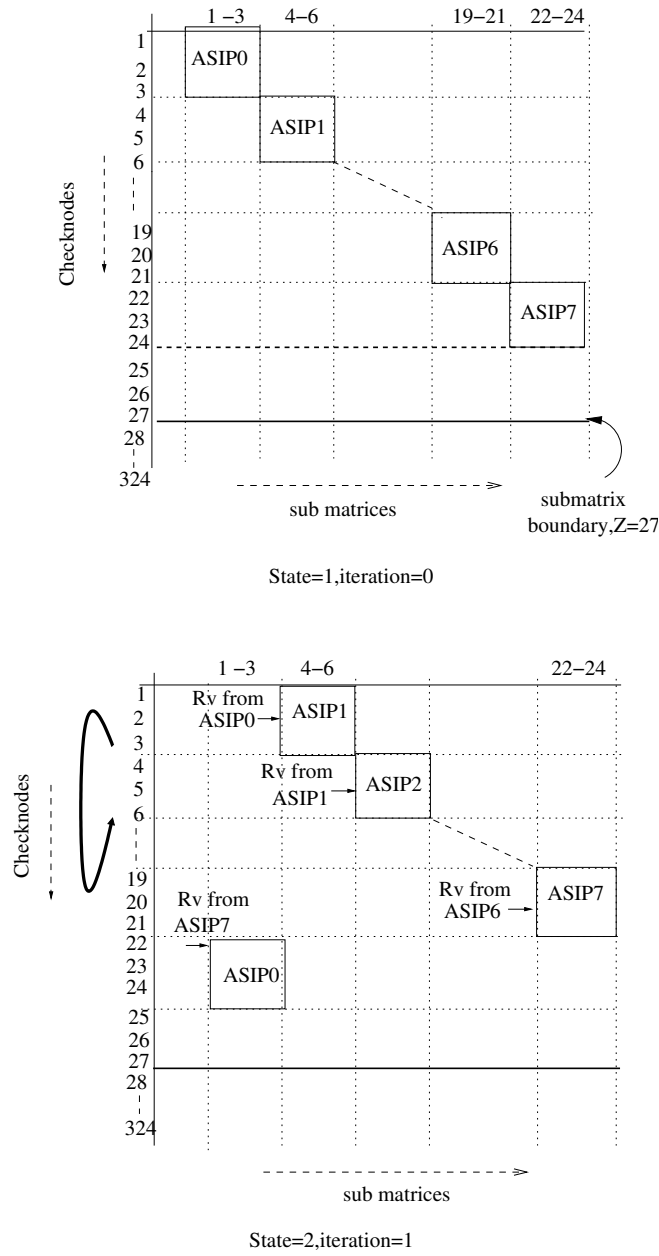 1 −3 4−6 19−21 22−24
1
2
3
4
5
6
19
20
21
22
23
24
25
26
27
28
324
ASIP0
ASIP1
ASIP6
ASIP7
Checknodes
sub matrices
submatrix
boundary,Z=27
State=1,iteration=0
1 −3 4−6 22−24
1
2
3
4
5
6
19
20
21
22
23
24
25
26
27
28
324
Rv from
ASIP0
ASIP1
Rv from
ASIP1
ASIP2
Rv from
ASIP6
ASIP7
Rv from
ASIP7
ASIP0
Checknodes
sub matrices
State=2,iteration=1